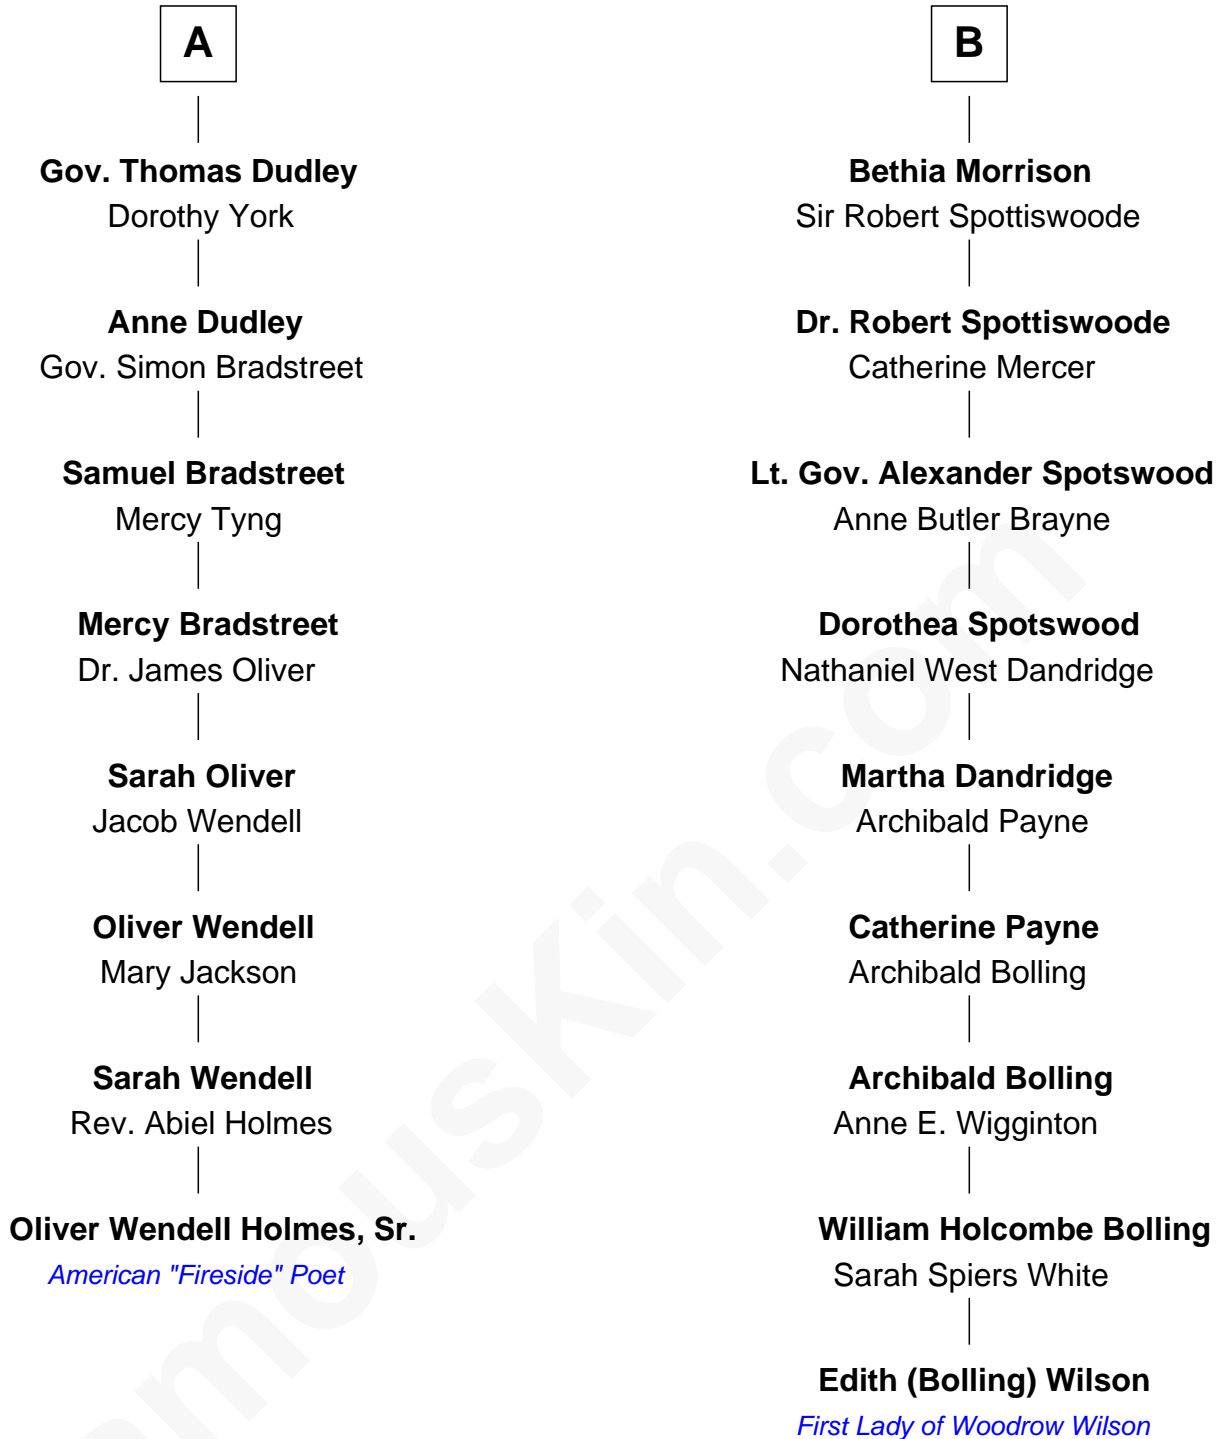 A
Gov. Thomas Dudley
Dorothy York
Anne Dudley
Gov. Simon Bradstreet
Samuel Bradstreet
Mercy Tyng
Mercy Bradstreet
Dr. James Oliver
Sarah Oliver
Jacob Wendell
Oliver Wendell
Mary Jackson
Sarah Wendell
Rev. Abiel Holmes
Oliver Wendell Holmes, Sr.
American "Fireside" Poet
B
Bethia Morrison
Sir Robert Spottiswoode
Dr. Robert Spottiswoode
Catherine Mercer
Lt. Gov. Alexander Spotswood
Anne Butler Brayne
Dorothea Spotswood
Nathaniel West Dandridge
Martha Dandridge
Archibald Payne
Catherine Payne
Archibald Bolling
Archibald Bolling
Anne E. Wigginton
William Holcombe Bolling
Sarah Spiers White
Edith (Bolling) Wilson
First Lady of Woodrow Wilson
amouskin.com